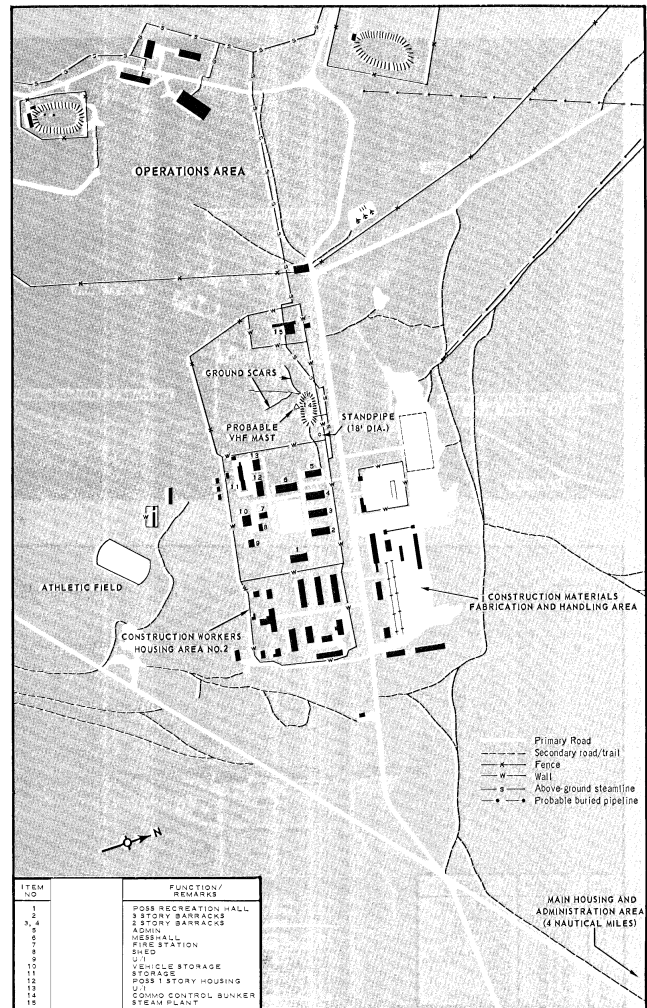 OPERATIONS AREA
15
GROUND SCARS
14
PROBABLE
VHF MAST
STANDPIPE
(18' DIA.)
13
12
11
6
5
4
3
2
10
7
8
9
1
ATHLETIC FIELD
CONSTRUCTION WORKERS
HOUSING AREA NO.2
CONSTRUCTION MATERIALS
FABRICATION AND HANDLING AREA
Primary Road
Secondary road/trail
Fence
Wall
Above-ground steamline
Probable buried pipeline
N
MAIN HOUSING AND
ADMINISTRATION AREA
(4 NAUTICAL MILES)
ITEM NO FUNCTION/ REMARKS
1 POSS RECREATION HALL
2 3 STORY BARRACKS
3, 4 2 STORY BARRACKS
5 ADMIN
6 MESSHALL
7 FIRE STATION
8 SHED
9 U/I
10 VEHICLE STORAGE
11 STORAGE
12 POSS 1 STORY HOUSING
13 U/I
14 COMMO CONTROL BUNKER
15 STEAM PLANT